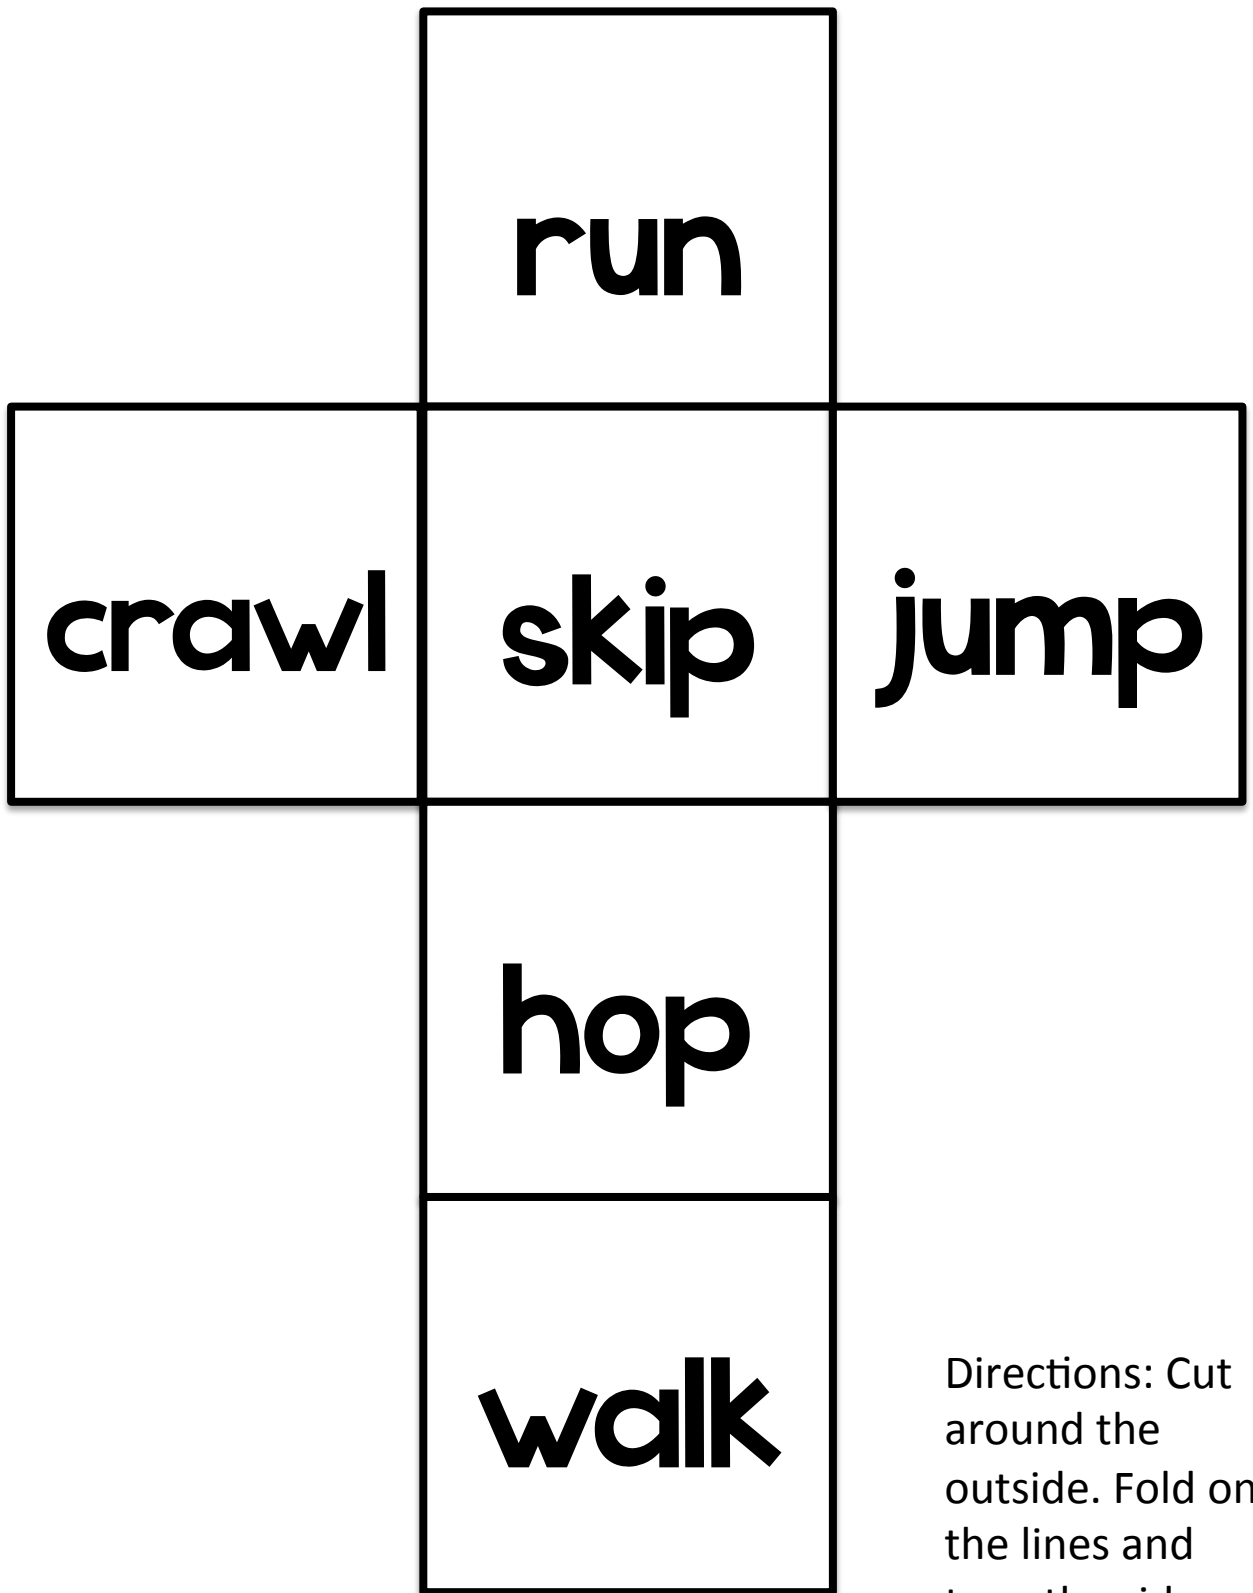 run
crawl skip jump
hop
walk
Directions: Cut
around the
outside. Fold on
the lines and